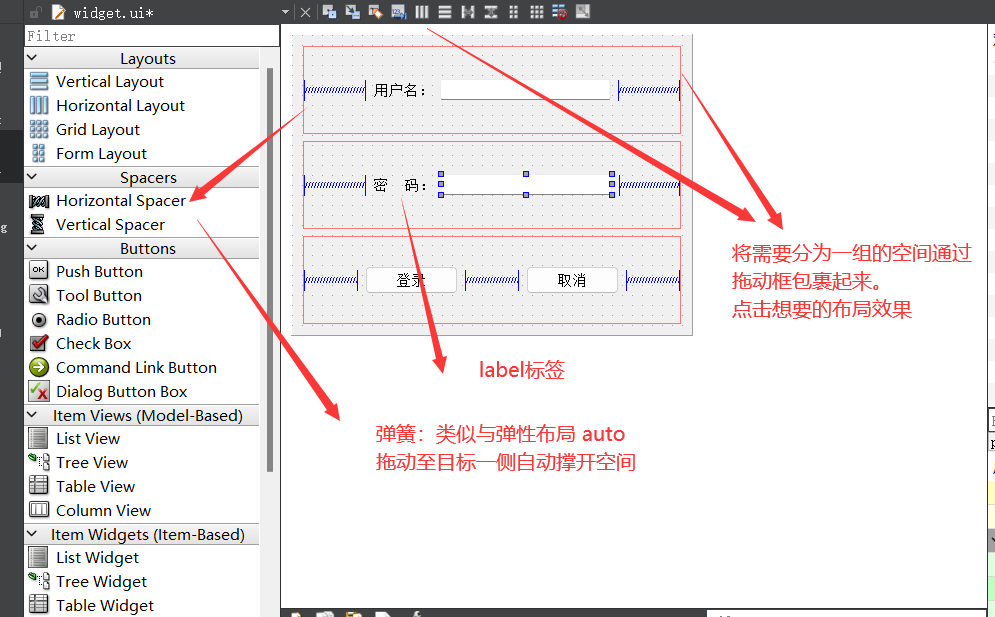 widget.ui*
Filter
Layouts
Vertical Layout
Horizontal Layout
Grid Layout
Form Layout
Spacers
Horizontal Spacer
Vertical Spacer
Buttons
OK
Push Button
Tool Button
Radio Button
Check Box
Command Link Button
Dialog Button Box
Item Views (Model-Based)
List View
Tree View
Table View
Column View
Item Widgets (Item-Based)
List Widget
Tree Widget
Table Widget
用户名：
密 码：
登录
取消
将需要分为一组的空间通过
拖动框包裹起来。
点击想要的布局效果
label标签
弹簧：类似与弹性布局 auto
拖动至目标一侧自动撑开空间